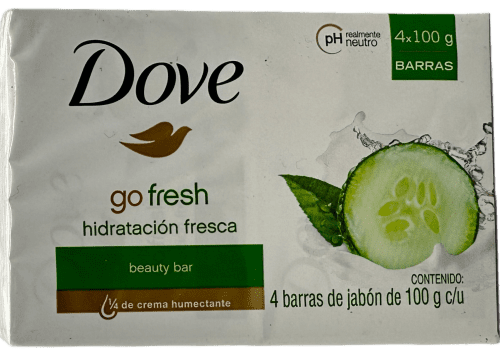 Dove
pH realmente
neutro
4x100 g
BARRAS
go fresh
hidratación fresca
beauty bar
¼ de crema humectante
CONTENIDO:
4 barras de jabón de 100 g c/u